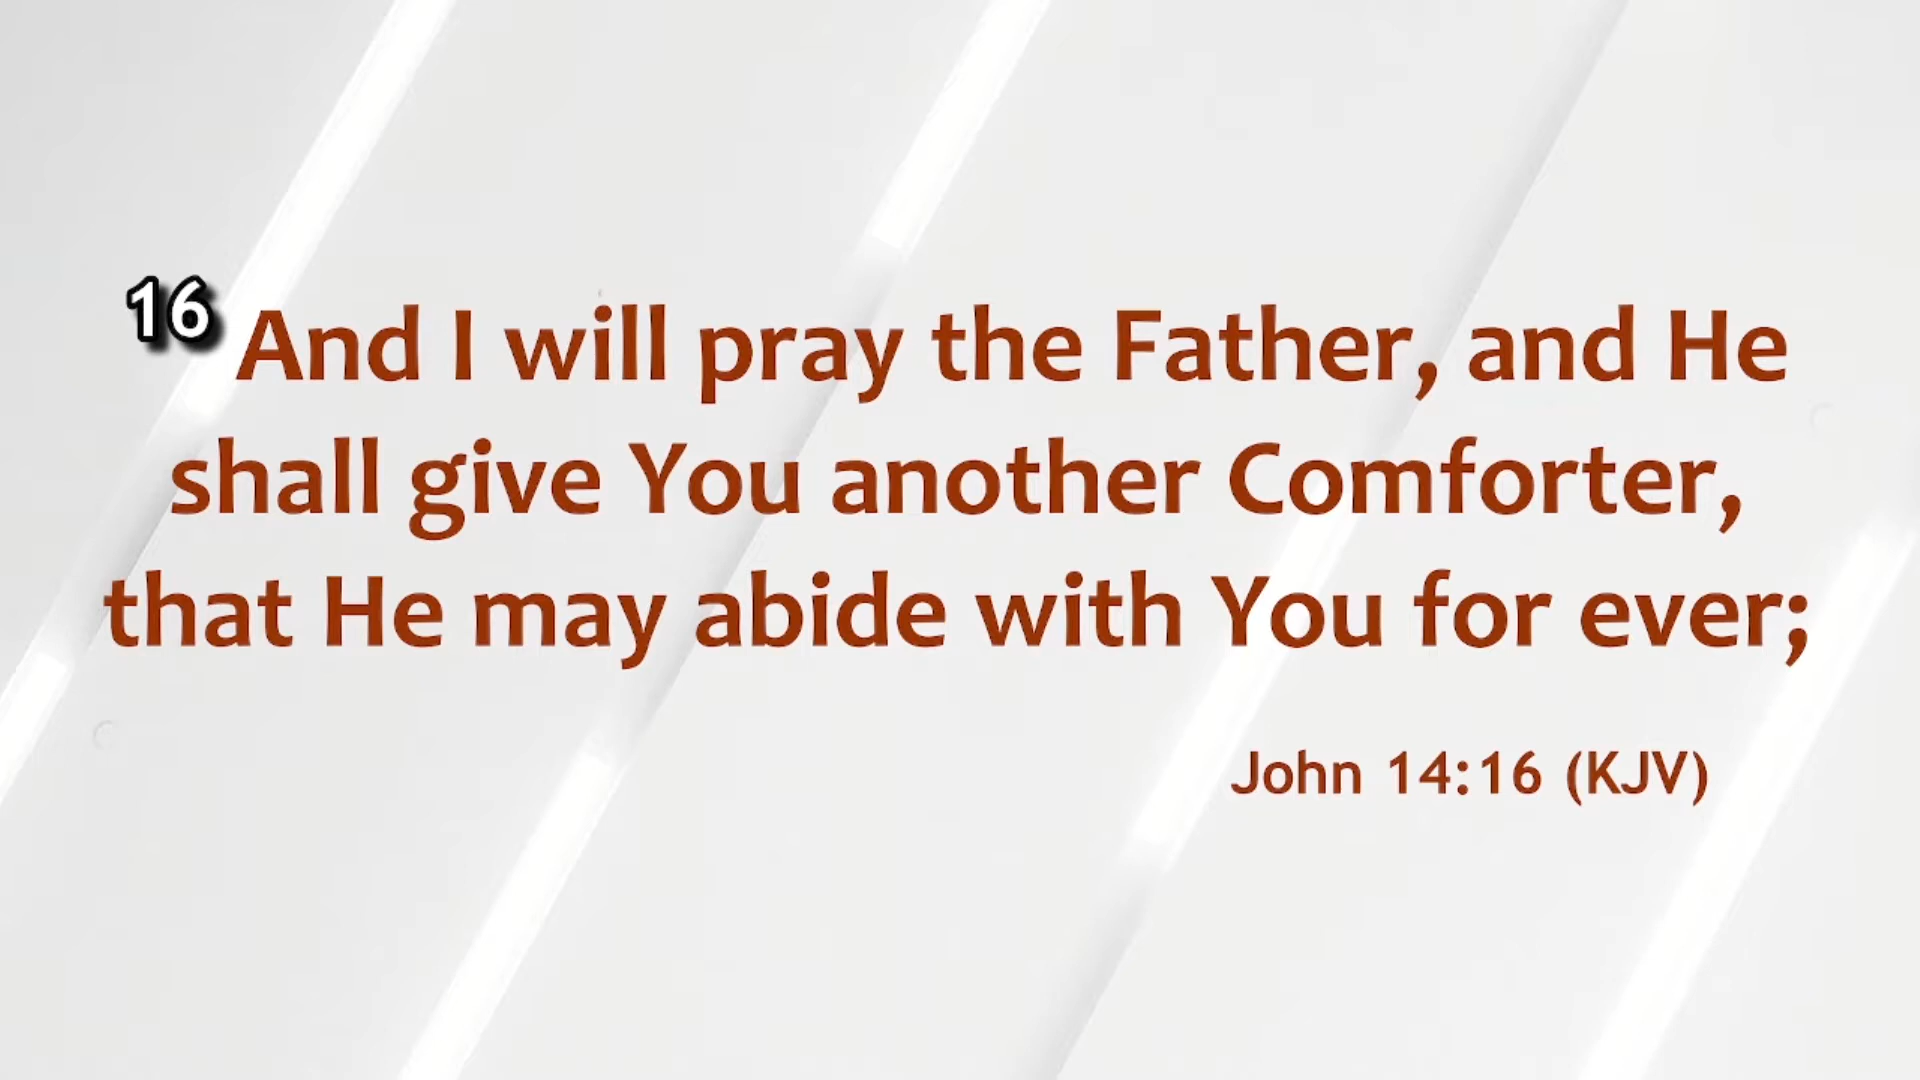 16 And I will pray the Father, and He
shall give You another Comforter,
that He may abide with You for ever;
John 14:16 (KJV)